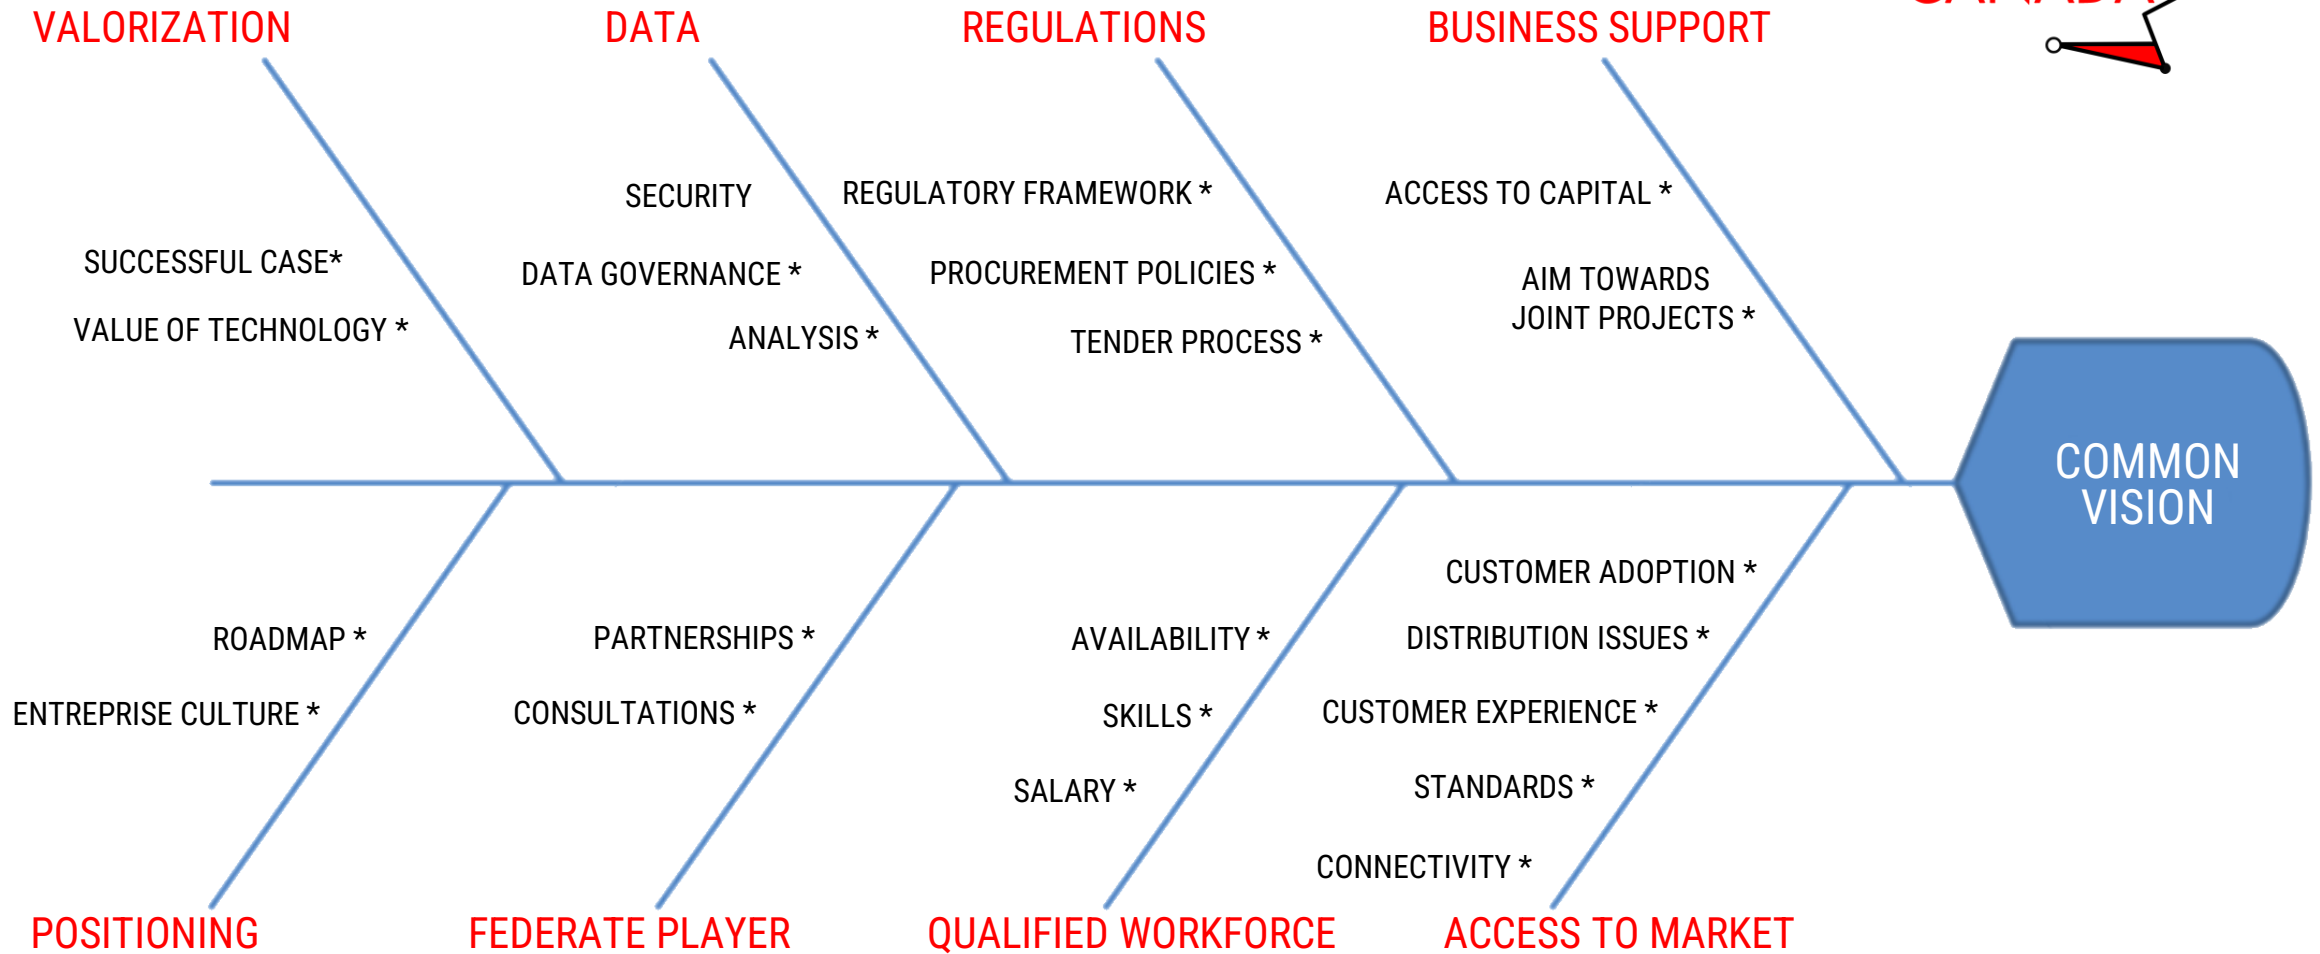 CANADA
VALORIZATION
DATA
REGULATIONS
BUSINESS SUPPORT
SUCCESSFUL CASE*
VALUE OF TECHNOLOGY *
SECURITY
DATA GOVERNANCE *
ANALYSIS *
REGULATORY FRAMEWORK *
PROCUREMENT POLICIES *
TENDER PROCESS *
ACCESS TO CAPITAL *
AIM TOWARDS
JOINT PROJECTS *
COMMON
VISION
ROADMAP *
ENTREPRISE CULTURE *
PARTNERSHIPS *
CONSULTATIONS *
AVAILABILITY *
SKILLS *
SALARY *
CUSTOMER ADOPTION *
DISTRIBUTION ISSUES *
CUSTOMER EXPERIENCE *
STANDARDS *
CONNECTIVITY *
POSITIONING
FEDERATE PLAYER
QUALIFIED WORKFORCE
ACCESS TO MARKET